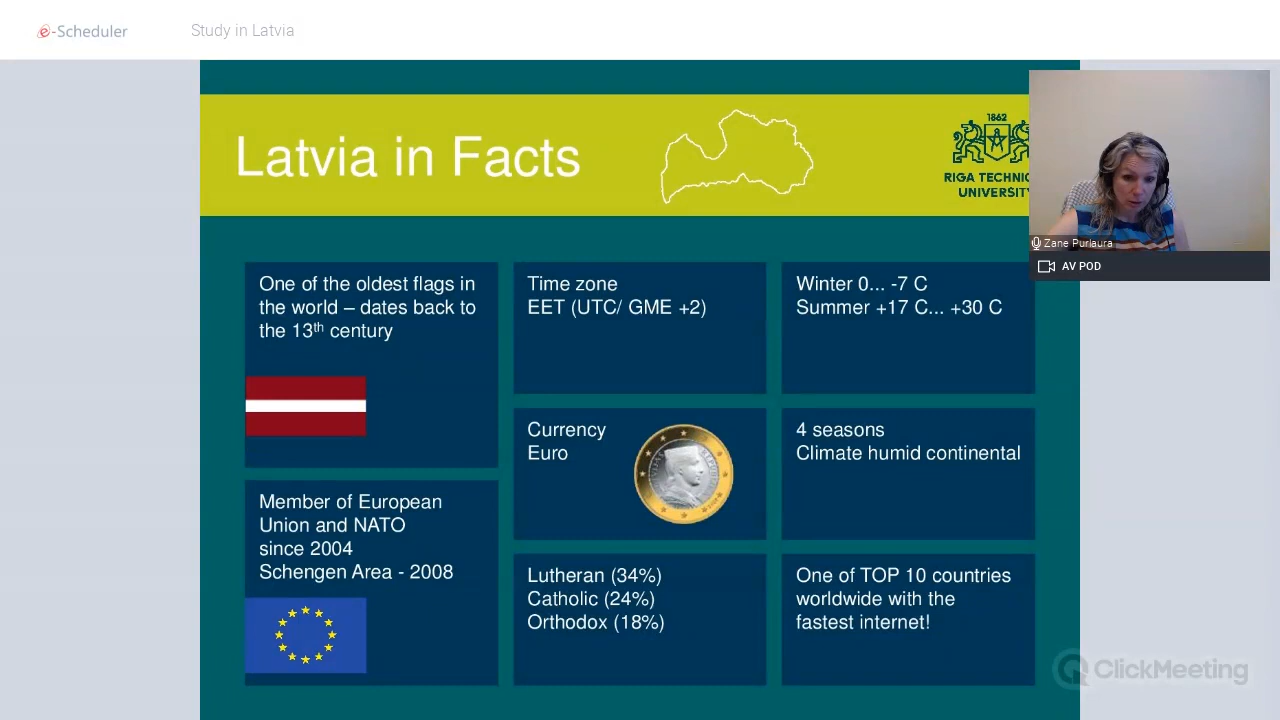 e-Scheduler
Study in Latvia
Latvia in Facts
1862
RIGA TECHNIC
UNIVERSITY
Zane Purlaura
AV POD
One of the oldest flags in
the world – dates back to
the 13th century
Time zone
EET (UTC/ GME +2)
Winter 0... -7 C
Summer +17 C... +30 C
Currency
Euro
4 seasons
Climate humid continental
Member of European
Union and NATO
since 2004
Schengen Area - 2008
Lutheran (34%)
Catholic (24%)
Orthodox (18%)
One of TOP 10 countries
worldwide with the
fastest internet!
ClickMeeting